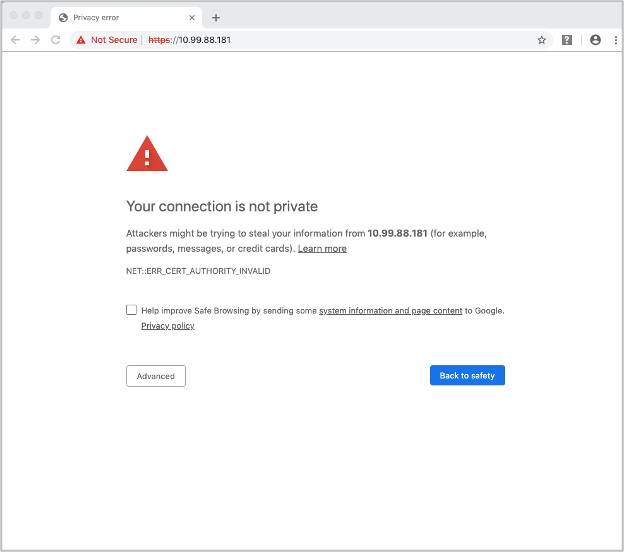 Privacy error
Not Secure | https://10.99.88.181
Your connection is not private
Attackers might be trying to steal your information from 10.99.88.181 (for example,
passwords, messages, or credit cards). Learn more
NET::ERR_CERT_AUTHORITY_INVALID
Help improve Safe Browsing by sending some system information and page content to Google.
Privacy policy
Advanced
Back to safety